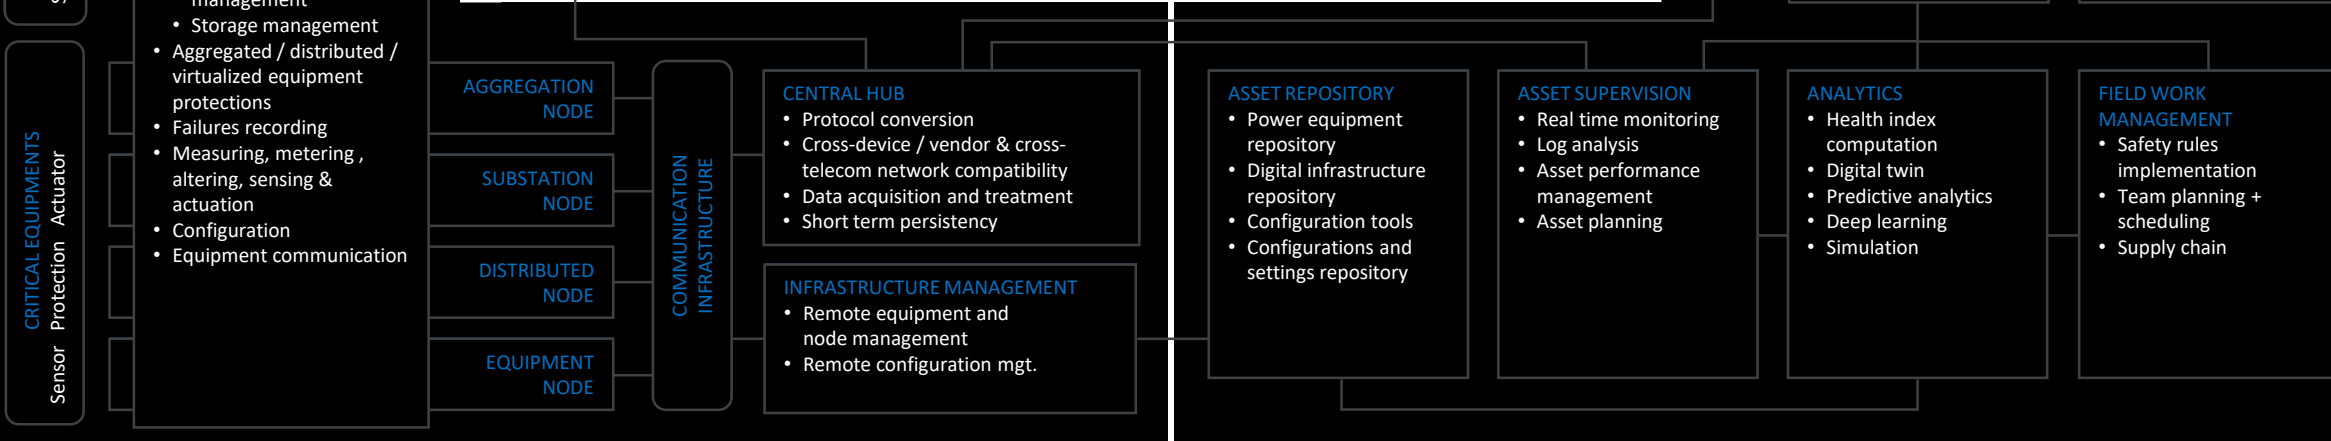 CRITICAL EQUIPMENTS
Sensor Protection Actuator
management
• Storage management
• Aggregated / distributed /
virtualized equipment
protections
• Failures recording
• Measuring, metering ,
altering, sensing &
actuation
• Configuration
• Equipment communication
AGGREGATION
NODE
SUBSTATION
NODE
DISTRIBUTED
NODE
EQUIPMENT
NODE
COMMUNICATION
INFRASTRUCTURE
CENTRAL HUB
• Protocol conversion
• Cross-device / vendor & cross-
telecom network compatibility
• Data acquisition and treatment
• Short term persistency
INFRASTRUCTURE MANAGEMENT
• Remote equipment and
node management
• Remote configuration mgt.
ASSET REPOSITORY
• Power equipment
repository
• Digital infrastructure
repository
• Configuration tools
• Configurations and
settings repository
ASSET SUPERVISION
• Real time monitoring
• Log analysis
• Asset performance
management
• Asset planning
ANALYTICS
• Health index
computation
• Digital twin
• Predictive analytics
• Deep learning
• Simulation
FIELD WORK
MANAGEMENT
• Safety rules
implementation
• Team planning +
scheduling
• Supply chain